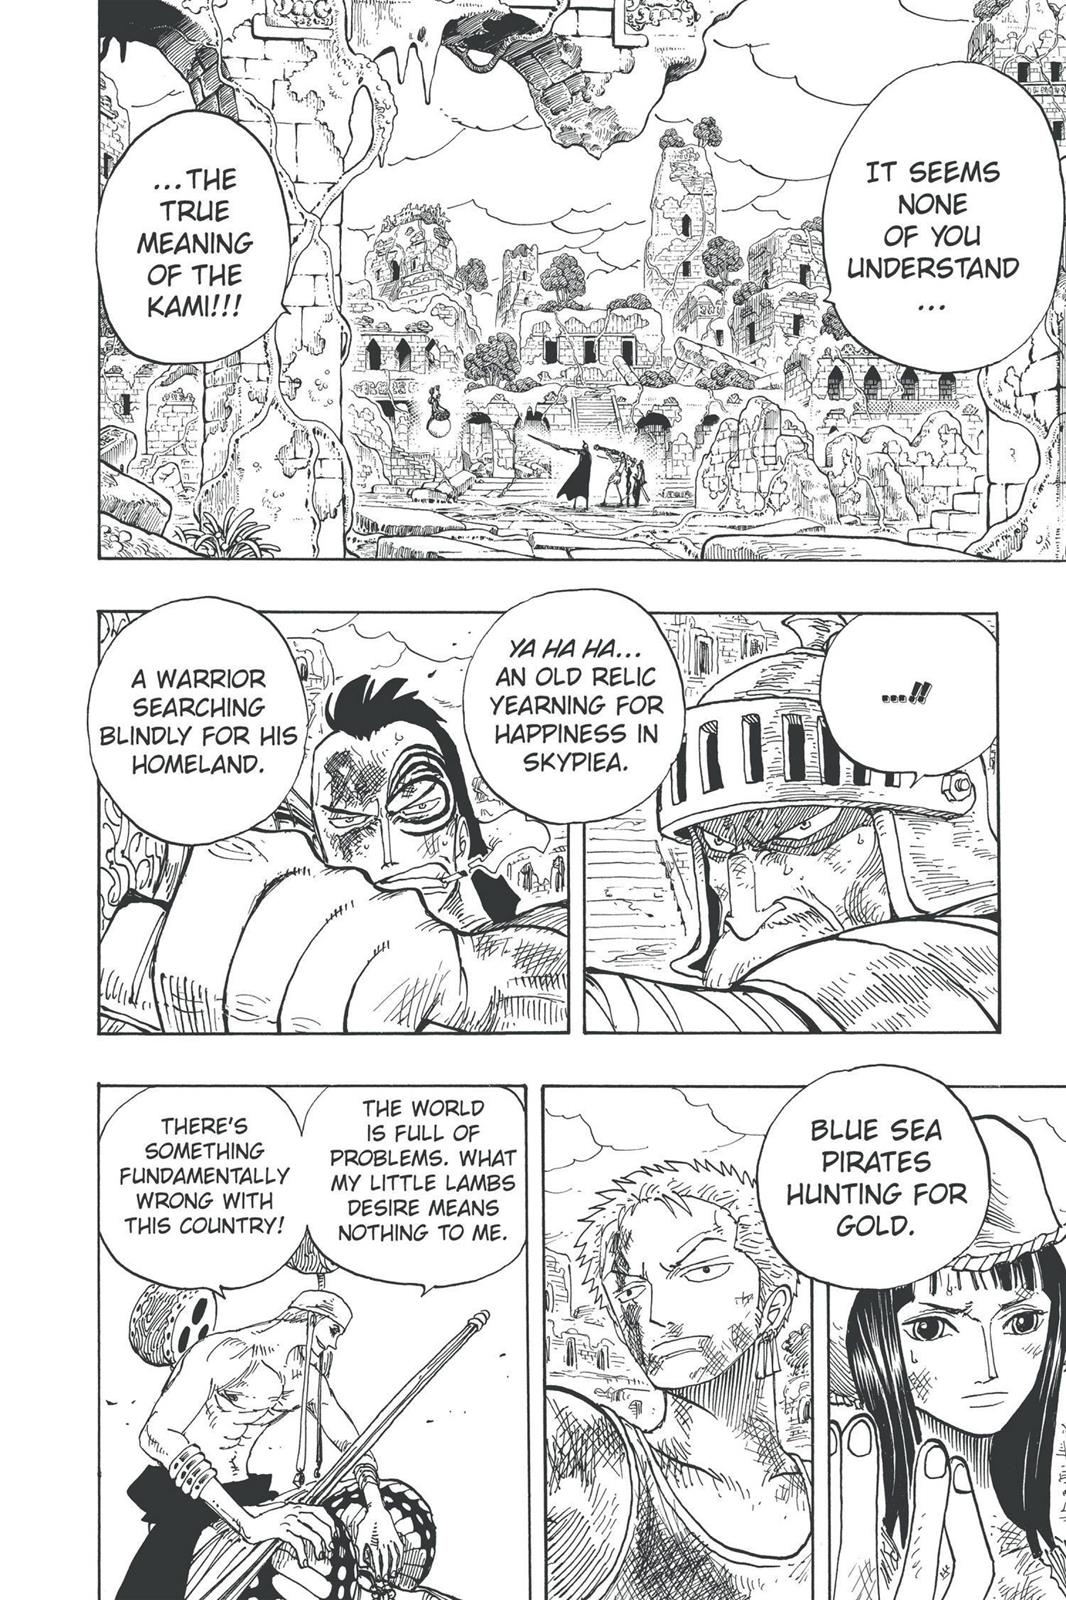 IT SEEMS
NONE
OF YOU
UNDERSTAND
...
...THE
TRUE
MEANING
OF THE
KAMI!!!
...!!
YA HA HA...
AN OLD RELIC
YEARNING FOR
HAPPINESS IN
SKYPIEA.
A WARRIOR
SEARCHING
BLINDLY FOR HIS
HOMELAND.
BLUE SEA
PIRATES
HUNTING FOR
GOLD.
THE WORLD
IS FULL OF
PROBLEMS. WHAT
MY LITTLE LAMBS
DESIRE MEANS
NOTHING TO ME.
THERE'S
SOMETHING
FUNDAMENTALLY
WRONG WITH
THIS COUNTRY!